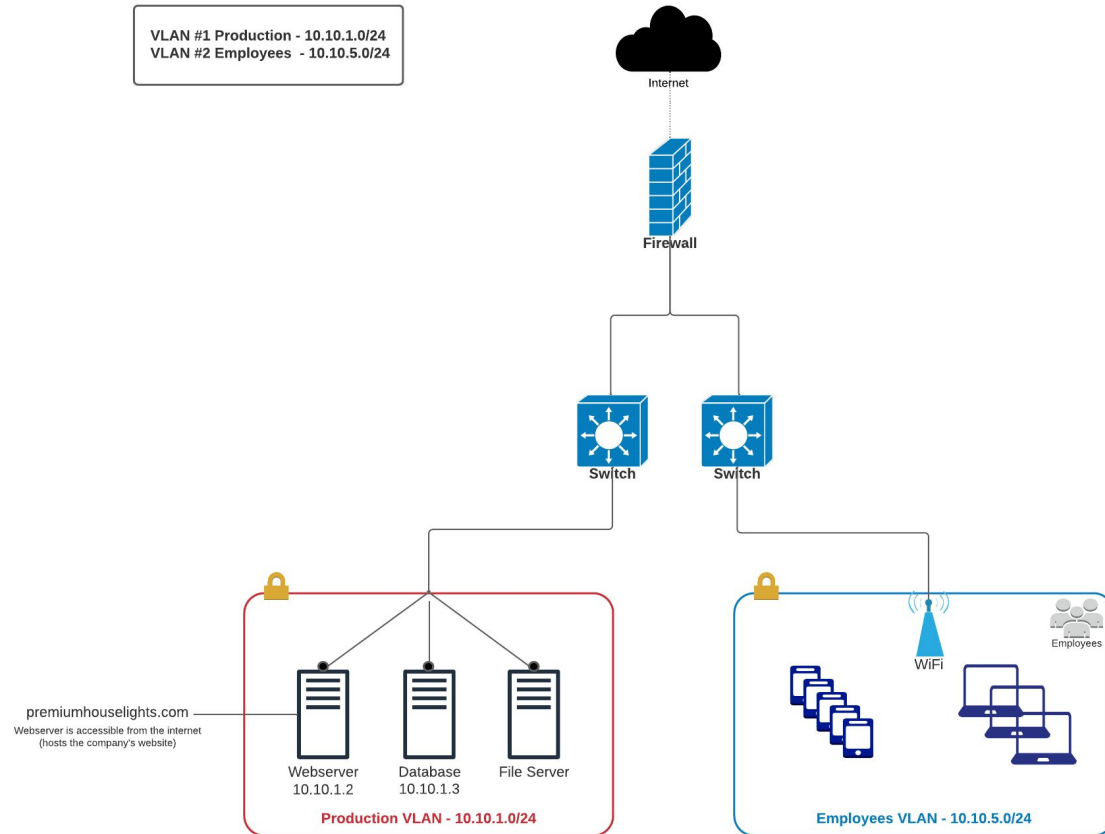 VLAN #1 Production - 10.10.1.0/24
VLAN #2 Employees - 10.10.5.0/24
Internet
Firewall
Switch
Switch
Employees
WiFi
premiumhouselights.com
Webserver is accessible from the internet
(hosts the company's website)
Webserver
10.10.1.2
Database
10.10.1.3
File Server
Production VLAN - 10.10.1.0/24
Employees VLAN - 10.10.5.0/24